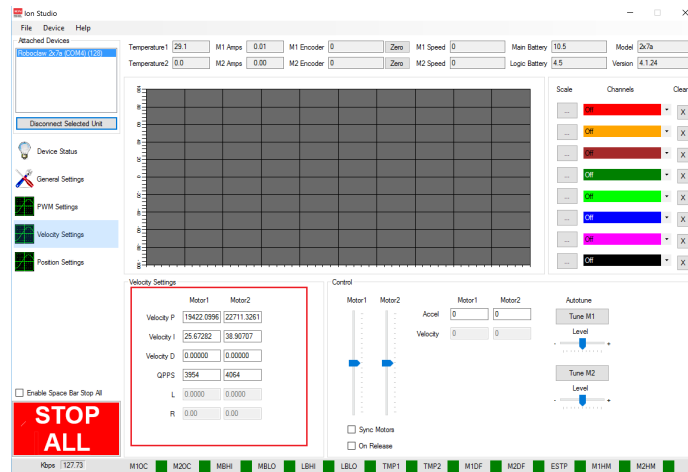 Ion Studio
File Device Help
Attached Devices
Roboclaw 2x7a (COM4) (128)
Disconnect Selected Unit
Device Status
General Settings
PWM Settings
Velocity Settings
Position Settings
Enable Space Bar Stop All
STOP
ALL
Temperature1 29.1 M1 Amps 0.01 M1 Encoder 0 Zero M1 Speed 0 Main Battery 10.5 Model 2x7a
Temperature2 0.0 M2 Amps 0.00 M2 Encoder 0 Zero M2 Speed 0 Logic Battery 4.5 Version 4.1.24
Scale Channels Clear
... Off X
... Off X
... Off X
... Off X
... Off X
... Off X
... Off X
... Off X
Velocity Settings
Motor1 Motor2
Velocity P 19422.0996 22711.3261
Velocity I 25.67282 38.90707
Velocity D 0.00000 0.00000
QPPS 3954 4064
L 0.0000 0.0000
R 0.00 0.00
Control
Motor1 Motor2
Motor1 Motor2
Accel 0 0
Velocity 0 0
Sync Motors
On Release
Autotune
Tune M1
Level
- +
Tune M2
Level
- +
Kbps 127.73 M1OC M2OC MBHI MBLO LBHI LBLO TMP1 TMP2 M1DF M2DF ESTP M1HM M2HM